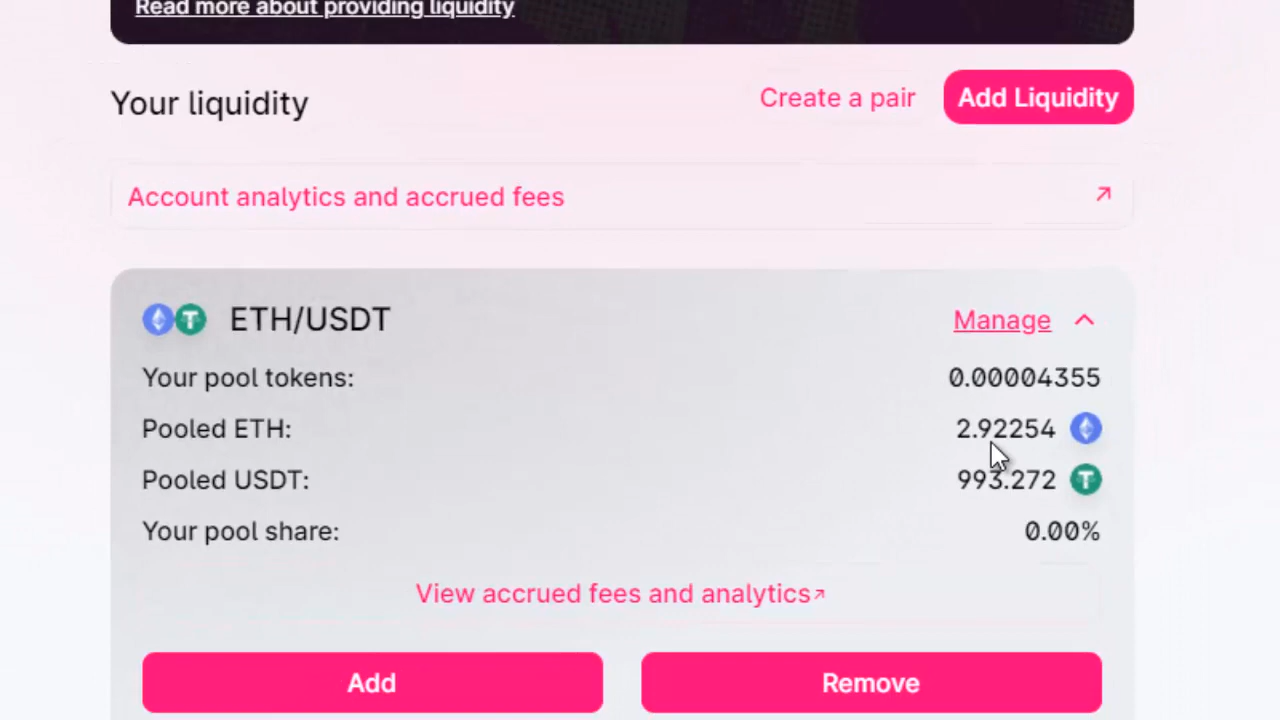 Read more about providing liquidity
Your liquidity
Create a pair
Add Liquidity
Account analytics and accrued fees ↗
ETH/USDT
Manage
Your pool tokens: 0.00004355
Pooled ETH: 2.92254
Pooled USDT: 993.272
Your pool share: 0.00%
View accrued fees and analytics↗
Add
Remove